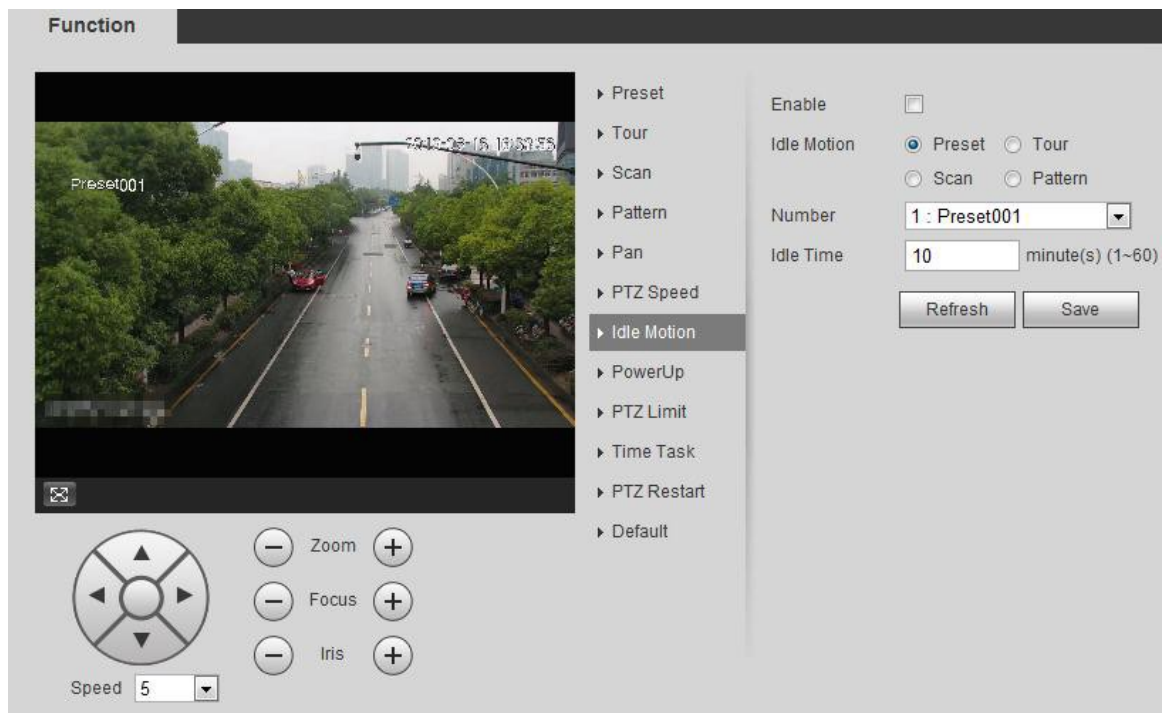 Function
Preset001
Preset
Tour
Scan
Pattern
Pan
PTZ Speed
Idle Motion
PowerUp
PTZ Limit
Time Task
PTZ Restart
Default
Enable
Idle Motion Preset Tour
Scan Pattern
Number 1 : Preset001
Idle Time 10 minute(s) (1~60)
Refresh Save
Zoom
Focus
Iris
Speed 5